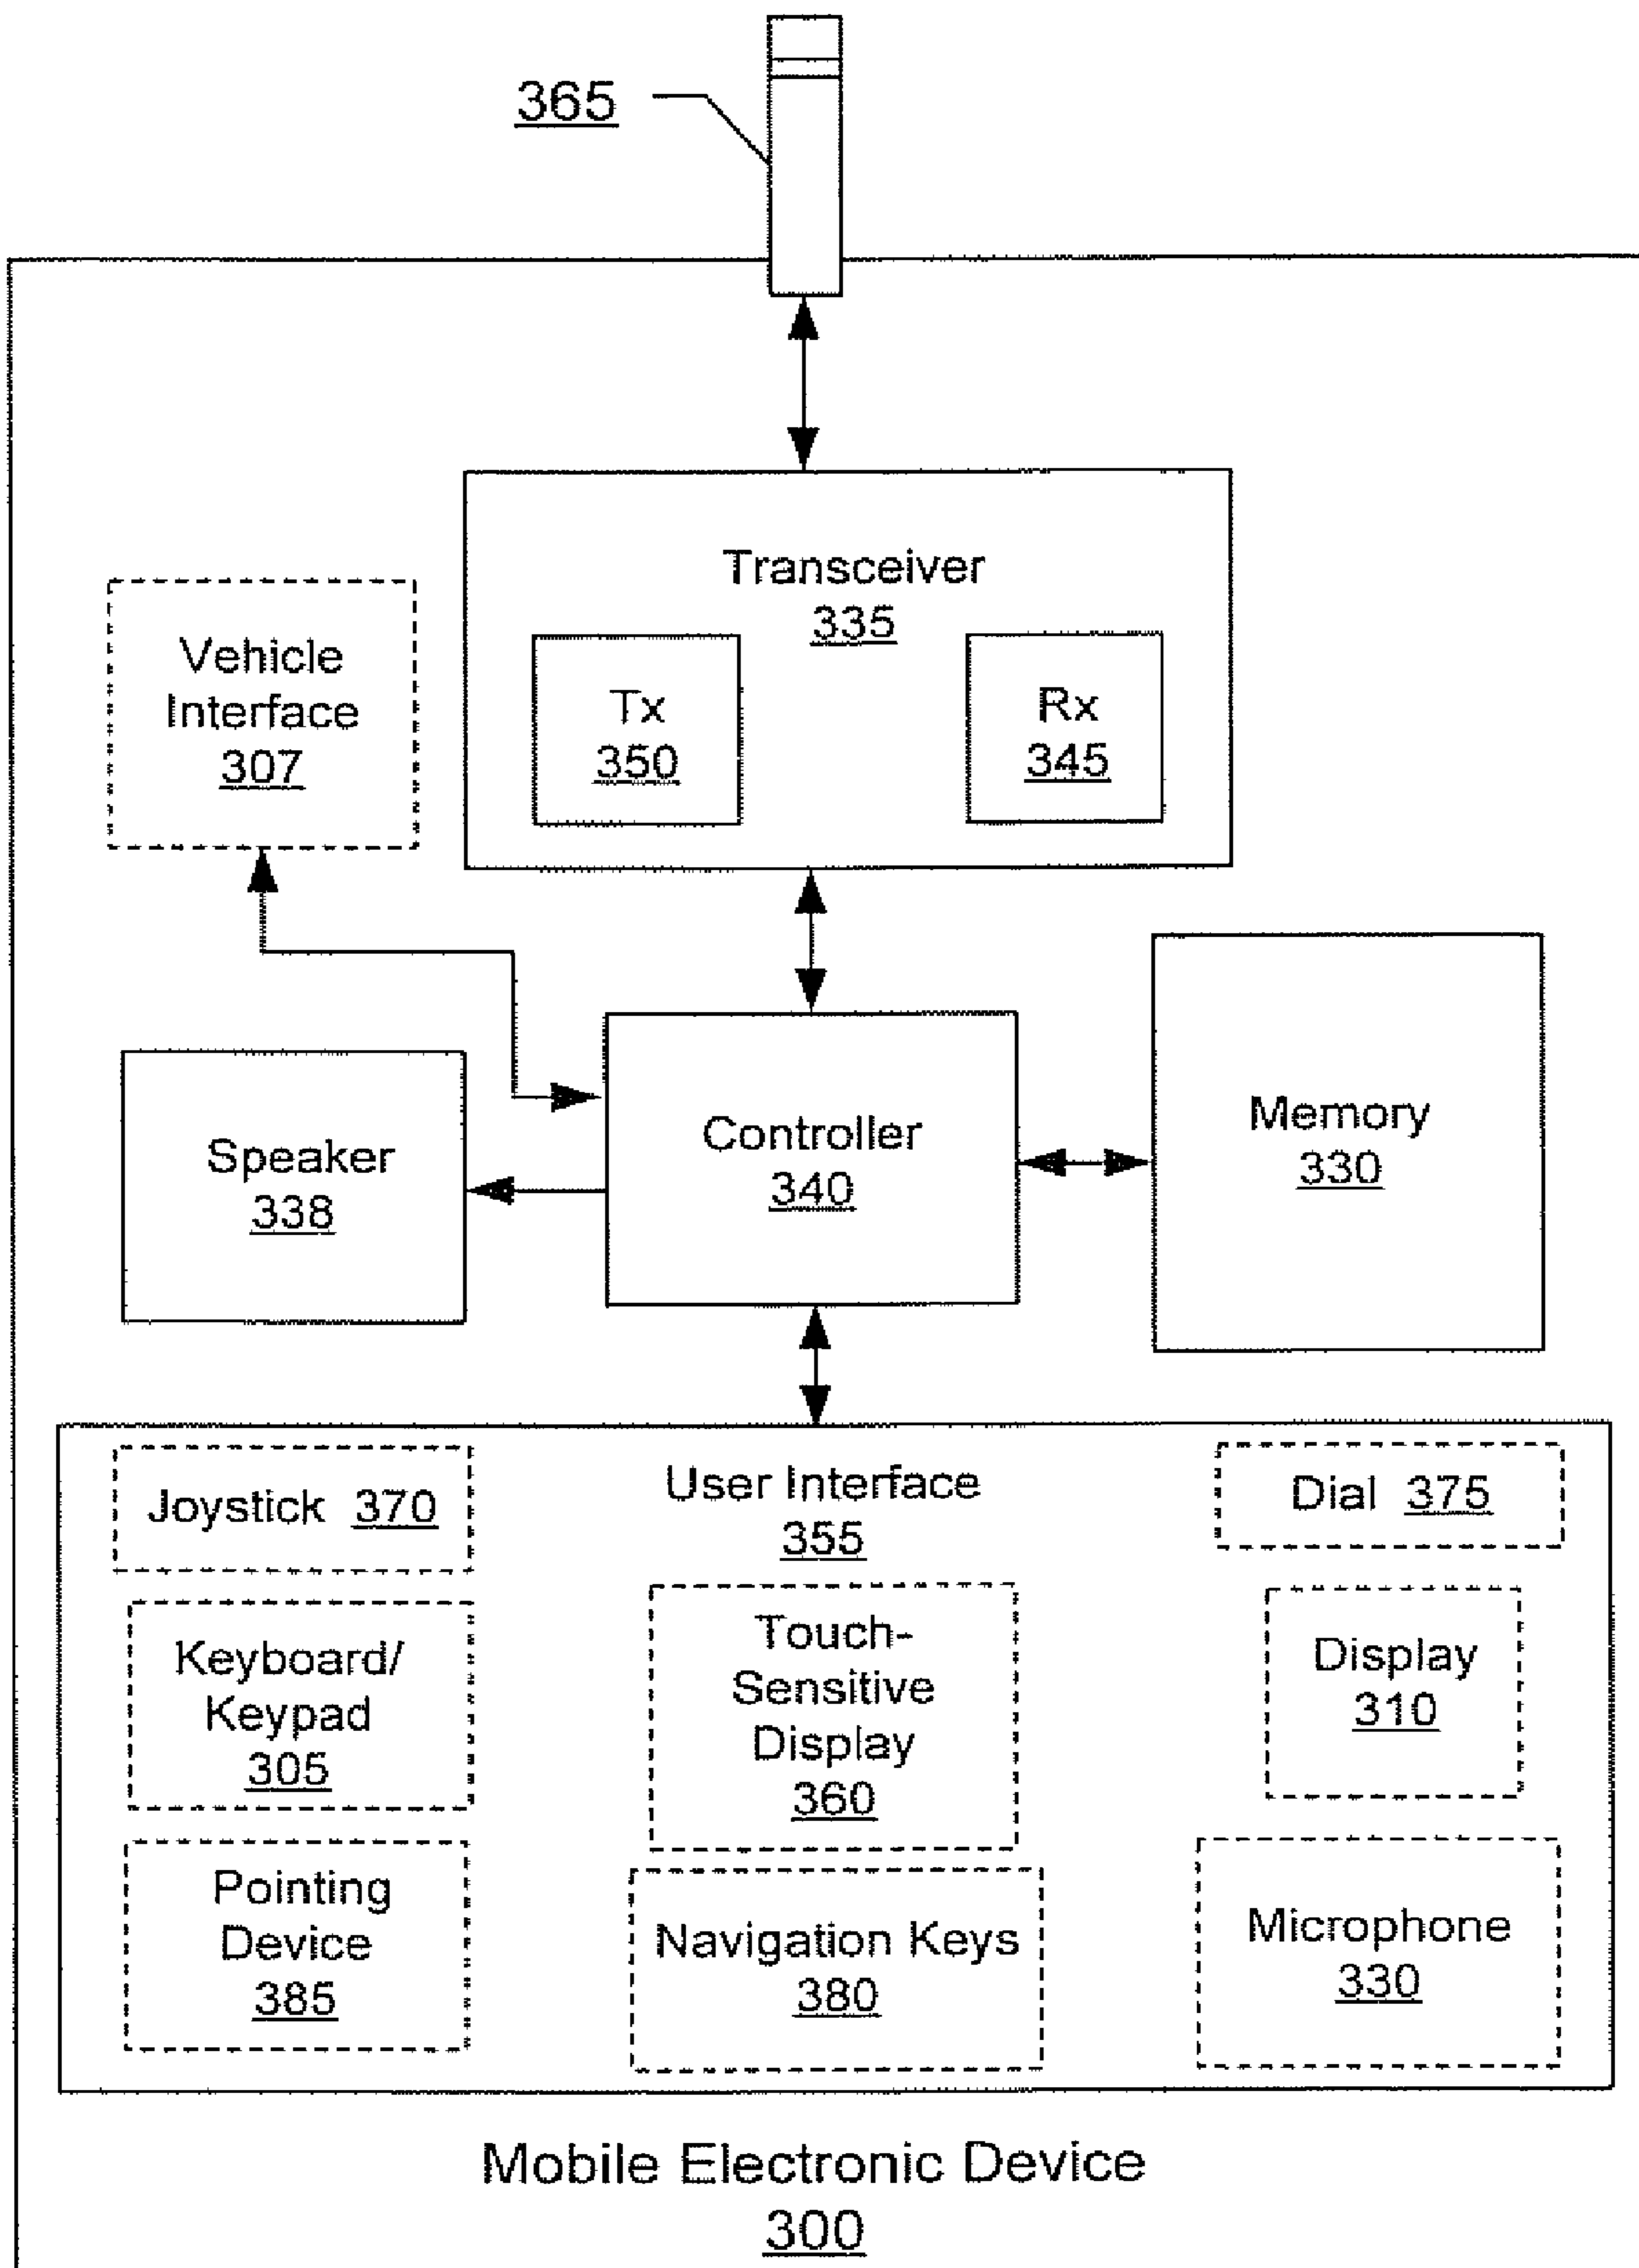 365
Transceiver
335
Tx
350
Rx
345
Vehicle
Interface
307
Speaker
338
Controller
340
Memory
330
User Interface
355
Joystick 370
Dial 375
Keyboard/
Keypad
305
Touch-
Sensitive
Display
360
Display
310
Pointing
Device
385
Navigation Keys
380
Microphone
330
Mobile Electronic Device
300